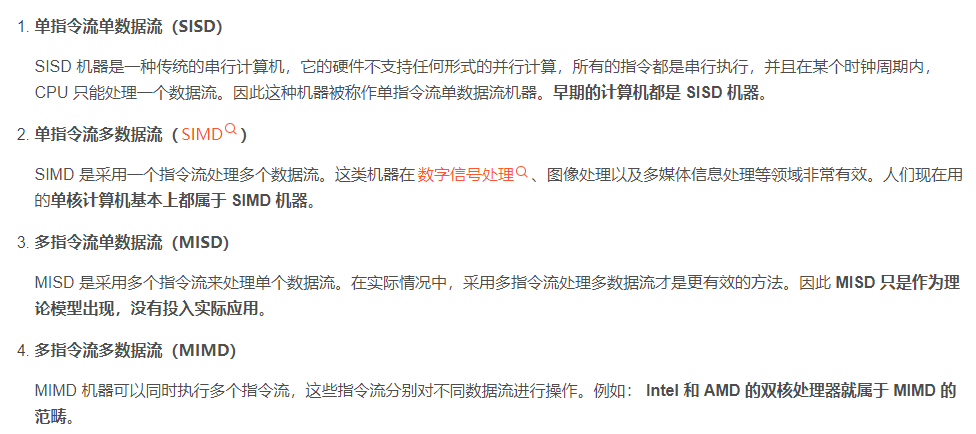 1. 单指令流单数据流（SISD）
SISD 机器是一种传统的串行计算机，它的硬件不支持任何形式的并行计算，所有的指令都是串行执行，并且在某个时钟周期内，
CPU 只能处理一个数据流。因此这种机器被称作单指令流单数据流机器。早期的计算机都是 SISD 机器。
2. 单指令流多数据流（ SIMD ）
SIMD 是采用一个指令流处理多个数据流。这类机器在 数字信号处理 、图像处理以及多媒体信息处理等领域非常有效。人们现在用
的单核计算机基本上都属于 SIMD 机器。
3. 多指令流单数据流（MISD）
MISD 是采用多个指令流来处理单个数据流。在实际情况中，采用多指令流处理多数据流才是更有效的方法。因此 MISD 只是作为理
论模型出现，没有投入实际应用。
4. 多指令流多数据流（MIMD）
MIMD 机器可以同时执行多个指令流，这些指令流分别对不同数据流进行操作。例如： Intel 和 AMD 的双核处理器就属于 MIMD 的
范畴。